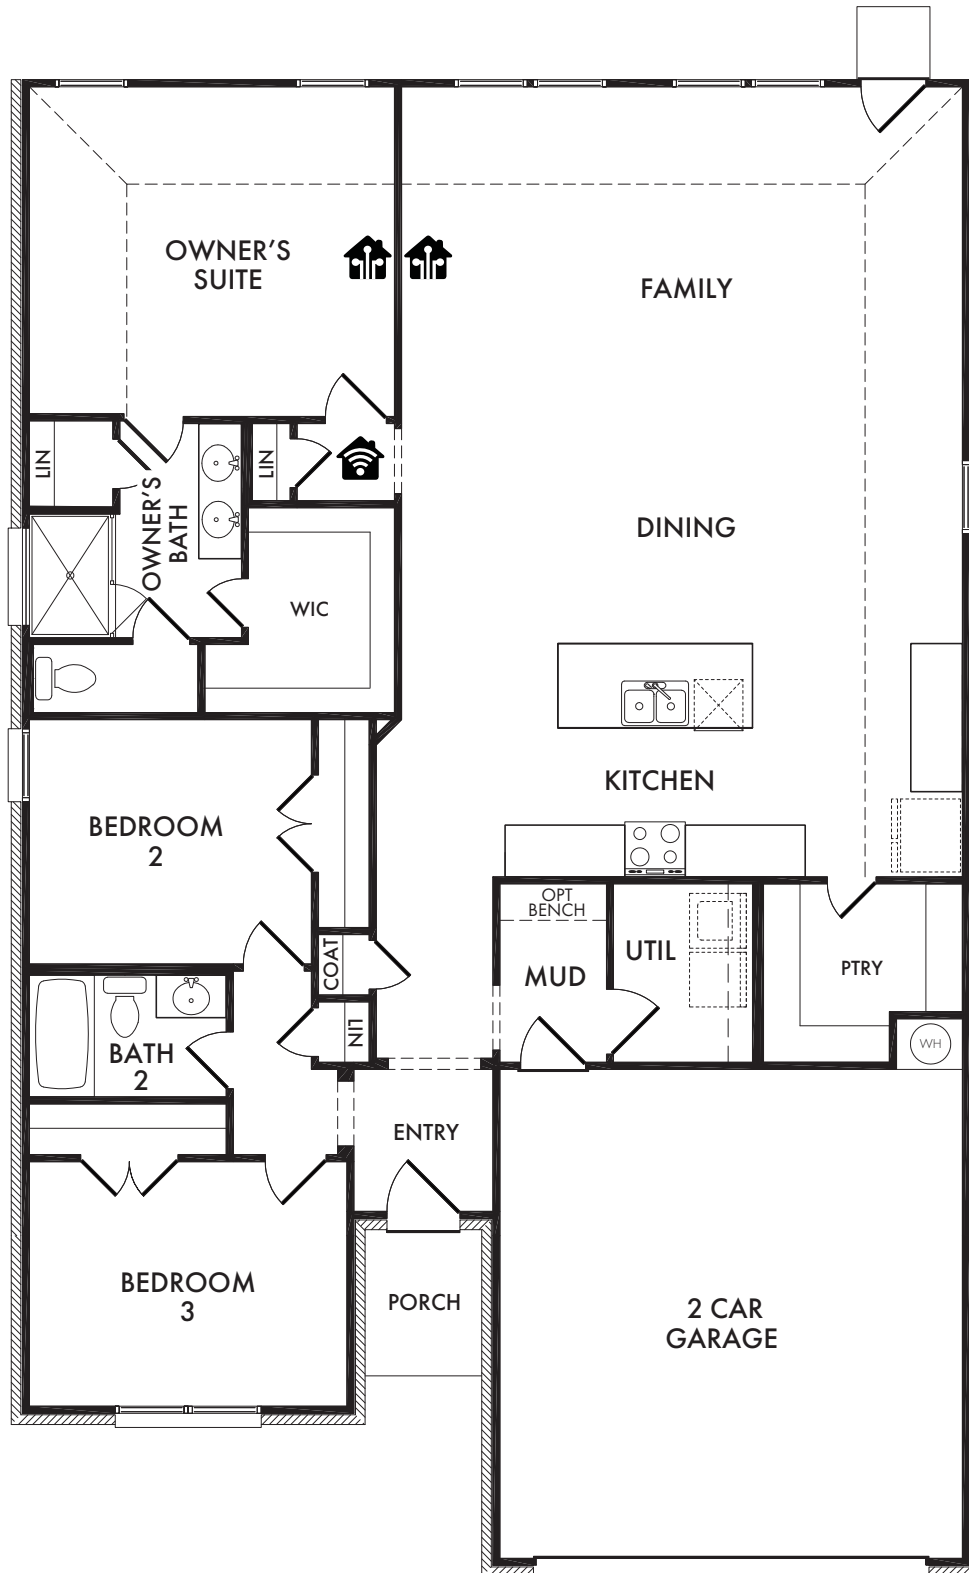 OWNER'S
SUITE
FAMILY
LIN
OWNER'S
BATH
LIN
DINING
WIC
KITCHEN
BEDROOM
2
OPT
BENCH
COAT
MUD
UTIL
PTRY
LIN
WH
BATH
2
ENTRY
BEDROOM
3
PORCH
2 CAR
GARAGE